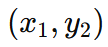 (x₁, y₂)